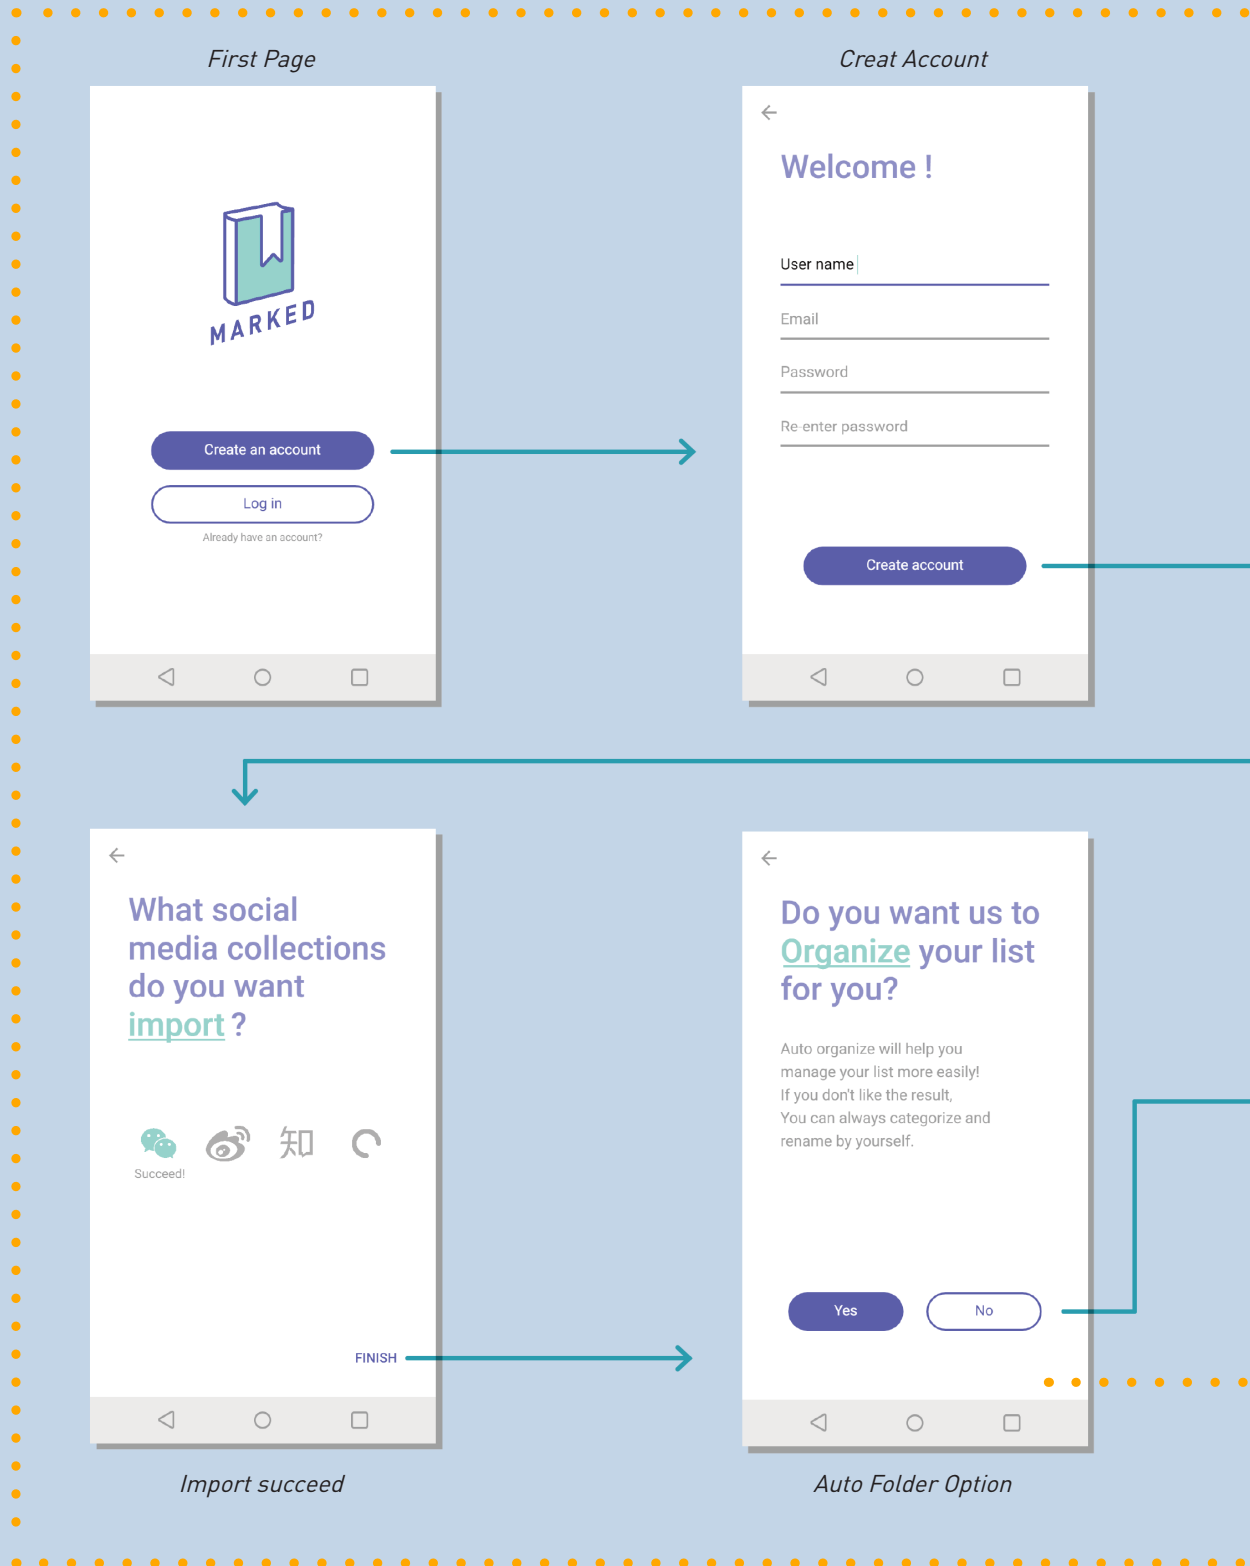 First Page
MARKED
Create an account
Log in
Already have an account?
Creat Account
Welcome !
User name
Email
Password
Re-enter password
Create account
What social
media collections
do you want
import ?
知
Succeed!
FINISH
Import succeed
Do you want us to
Organize your list
for you?
Auto organize will help you
manage your list more easily!
If you don't like the result,
You can always categorize and
rename by yourself.
Yes
No
Auto Folder Option